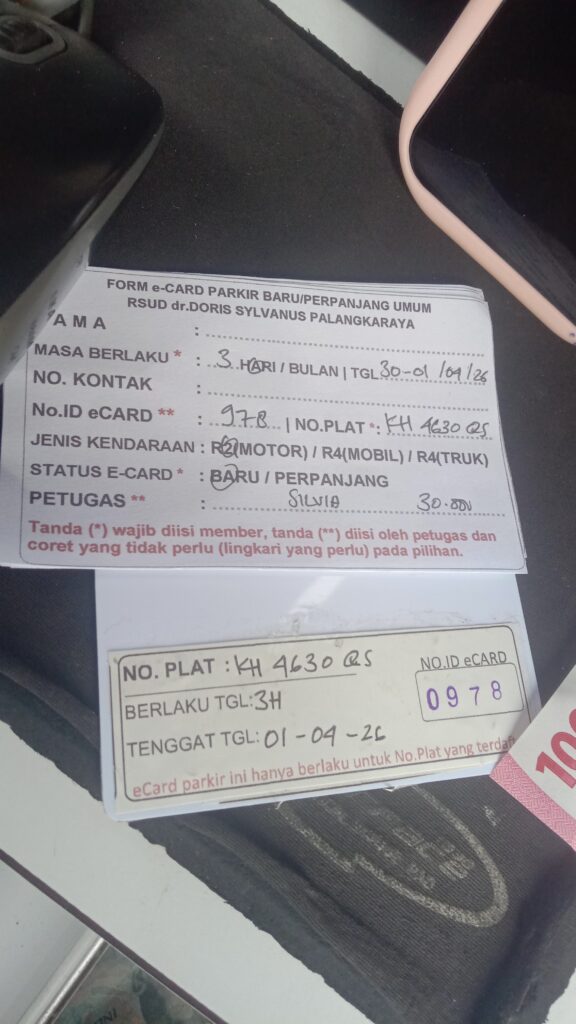 FORM e-CARD PARKIR BARU/PERPANJANG UMUM
RSUD dr.DORIS SYLVANUS PALANGKARAYA
AMA :
MASA BERLAKU * : 3 HARI / BULAN | TGL 30-01/04/26
NO. KONTAK :
No.ID eCARD ** : 978 | NO.PLAT *: KH 4630 QS
JENIS KENDARAAN : R2(MOTOR) / R4(MOBIL) / R4(TRUK)
STATUS E-CARD * : BARU / PERPANJANG
PETUGAS ** : SILVIA 30.000
Tanda (*) wajib diisi member, tanda (**) diisi oleh petugas dan
coret yang tidak perlu (lingkari yang perlu) pada pilihan.
NO. PLAT : KH 4630 QS
NO.ID eCARD
0978
BERLAKU TGL: 3H
TENGGAT TGL: 01-04-26
eCard parkir ini hanya berlaku untuk No.Plat yang terdaf
100